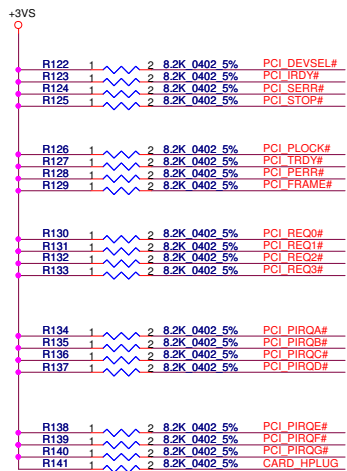 +3VS
R122 1 2 8.2K_0402_5% PCI_DEVSEL#
R123 1 2 8.2K_0402_5% PCI_IRDY#
R124 1 2 8.2K_0402_5% PCI_SERR#
R125 1 2 8.2K_0402_5% PCI_STOP#
R126 1 2 8.2K_0402_5% PCI_PLOCK#
R127 1 2 8.2K_0402_5% PCI_TRDY#
R128 1 2 8.2K_0402_5% PCI_PERR#
R129 1 2 8.2K_0402_5% PCI_FRAME#
R130 1 2 8.2K_0402_5% PCI_REQ0#
R131 1 2 8.2K_0402_5% PCI_REQ1#
R132 1 2 8.2K_0402_5% PCI_REQ2#
R133 1 2 8.2K_0402_5% PCI_REQ3#
R134 1 2 8.2K_0402_5% PCI_PIRQA#
R135 1 2 8.2K_0402_5% PCI_PIRQB#
R136 1 2 8.2K_0402_5% PCI_PIRQC#
R137 1 2 8.2K_0402_5% PCI_PIRQD#
R138 1 2 8.2K_0402_5% PCI_PIRQE#
R139 1 2 8.2K_0402_5% PCI_PIRQF#
R140 1 2 8.2K_0402_5% PCI_PIRQG#
R141 1 2 8.2K_0402_5% CARD_HPLUG